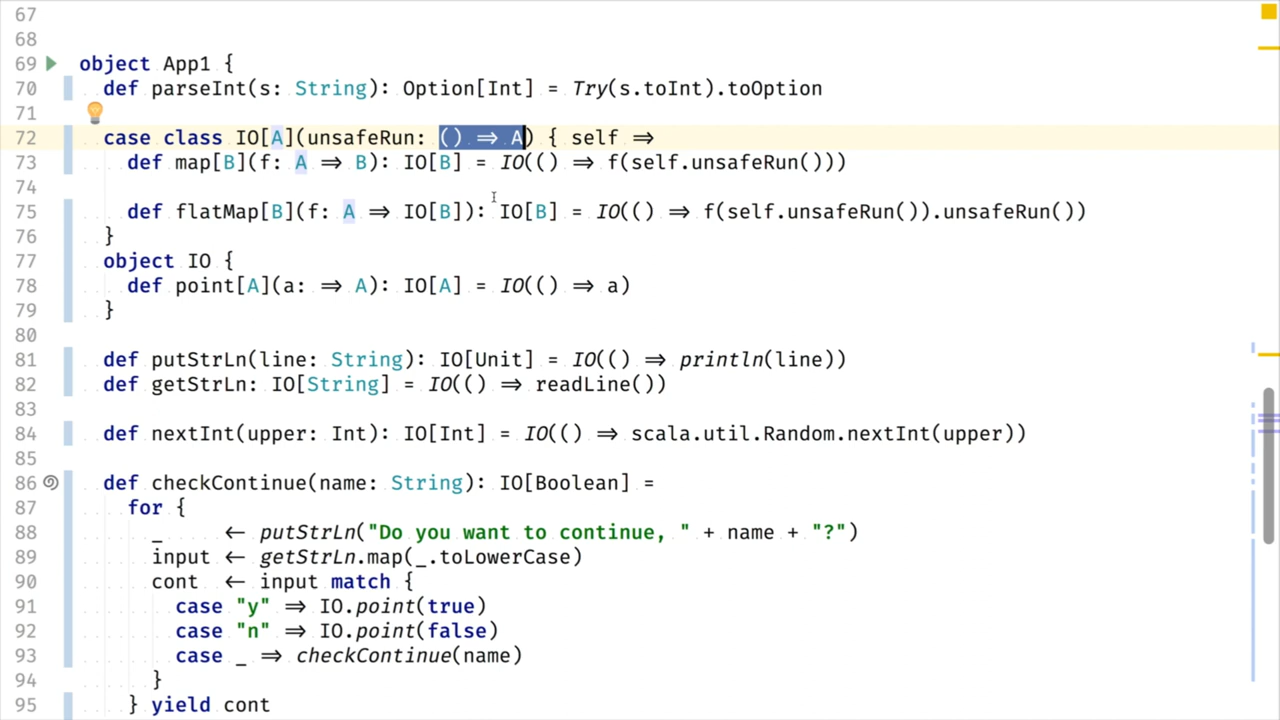 67
68
69 object App1 {
70 def parseInt(s: String): Option[Int] = Try(s.toInt).toOption
71
72 case class IO[A](unsafeRun: () ⇒ A) { self ⇒
73 def map[B](f: A ⇒ B): IO[B] = IO(() ⇒ f(self.unsafeRun()))
74
75 def flatMap[B](f: A ⇒ IO[B]): IO[B] = IO(() ⇒ f(self.unsafeRun()).unsafeRun())
76 }
77 object IO {
78 def point[A](a: ⇒ A): IO[A] = IO(() ⇒ a)
79 }
80
81 def putStrLn(line: String): IO[Unit] = IO(() ⇒ println(line))
82 def getStrLn: IO[String] = IO(() ⇒ readLine())
83
84 def nextInt(upper: Int): IO[Int] = IO(() ⇒ scala.util.Random.nextInt(upper))
85
86 def checkContinue(name: String): IO[Boolean] =
87 for {
88 _ ← putStrLn("Do you want to continue, " + name + "?")
89 input ← getStrLn.map(_.toLowerCase)
90 cont ← input match {
91 case "y" ⇒ IO.point(true)
92 case "n" ⇒ IO.point(false)
93 case _ ⇒ checkContinue(name)
94 }
95 } yield cont